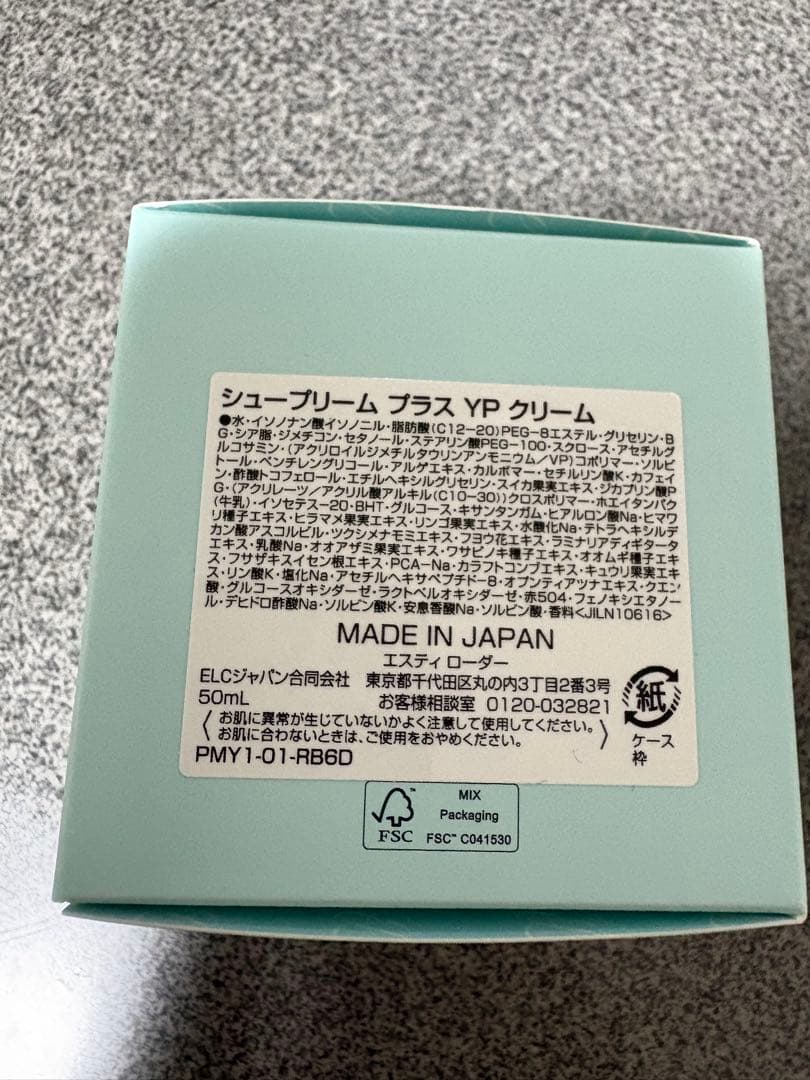 シュープリーム プラス YP クリーム
●水・イソノナン酸イソノニル・脂肪酸(C12-20)PEG-8エステル・グリセリン・B
G・シア脂・ジメチコン・セタノール・ステアリン酸PEG-100・スクロース・アセチルグ
ルコサミン・(アクリロイルジメチルタウリンアンモニウム/VP)コポリマー・ソルビ
トール・ペンチレングリコール・アルゲエキス・カルボマー・セチルリン酸K・カフェイ
ン・酢酸トコフェロール・エチルヘキシルグリセリン・スイカ果実エキス・ジカプリン酸P
G・(アクリレーツ/アクリル酸アルキル(C10-30))クロスポリマー・ホエイタンパク
(牛乳)・イソセテス-20・BHT・グルコース・キサンタンガム・ヒアルロン酸Na・ヒマワ
リ種子エキス・ヒラマメ果実エキス・リンゴ果実エキス・水酸化Na・テトラヘキシルデ
カン酸アスコルビル・ツクシメナモミエキス・フヨウ花エキス・ラミナリアディギタータ
エキス・乳酸Na・オオアザミ果実エキス・ワサビノキ種子エキス・オオムギ種子エキ
ス・フサザキスイセン根エキス・PCA-Na・カラフトコンブエキス・キュウリ果実エキ
ス・リン酸K・塩化Na・アセチルヘキサペプチド-8・オプンティアツナエキス・クエン
酸・グルコースオキシダーゼ・ラクトペルオキシダーゼ・赤504・フェノキシエタノー
ル・デヒドロ酢酸Na・ソルビン酸K・安息香酸Na・ソルビン酸・香料<JILN10616>
MADE IN JAPAN
エスティ ローダー
ELCジャパン合同会社 東京都千代田区丸の内3丁目2番3号
50mL お客様相談室 0120-032821
お肌に異常が生じていないかよく注意して使用してください。
お肌に合わないときは、ご使用をおやめください。
PMY1-01-RB6D
紙
ケース
枠
MIX
Packaging
FSC™ C041530
FSC